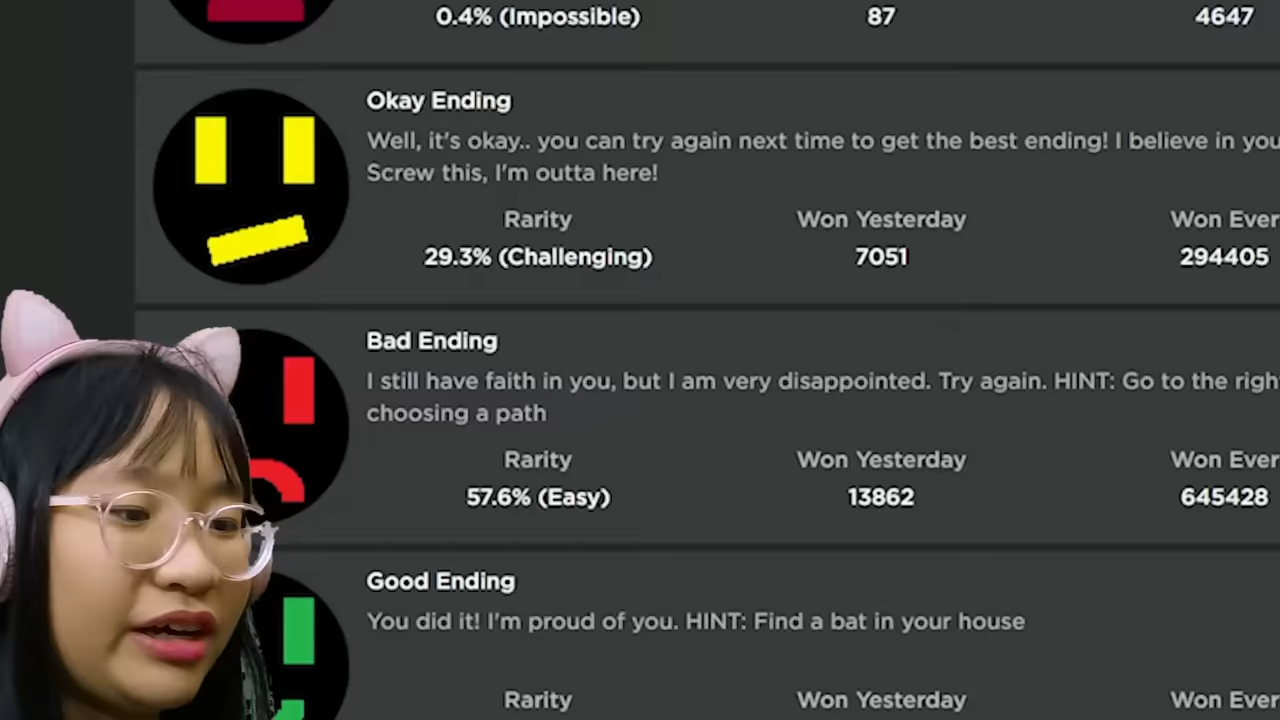 0.4% (Impossible) 87 4647
Okay Ending
Well, it's okay.. you can try again next time to get the best ending! I believe in you
Screw this, I'm outta here!
Rarity Won Yesterday Won Ever
29.3% (Challenging) 7051 294405
Bad Ending
I still have faith in you, but I am very disappointed. Try again. HINT: Go to the righ
choosing a path
Rarity Won Yesterday Won Ever
57.6% (Easy) 13862 645428
Good Ending
You did it! I'm proud of you. HINT: Find a bat in your house
Rarity Won Yesterday Won Ever